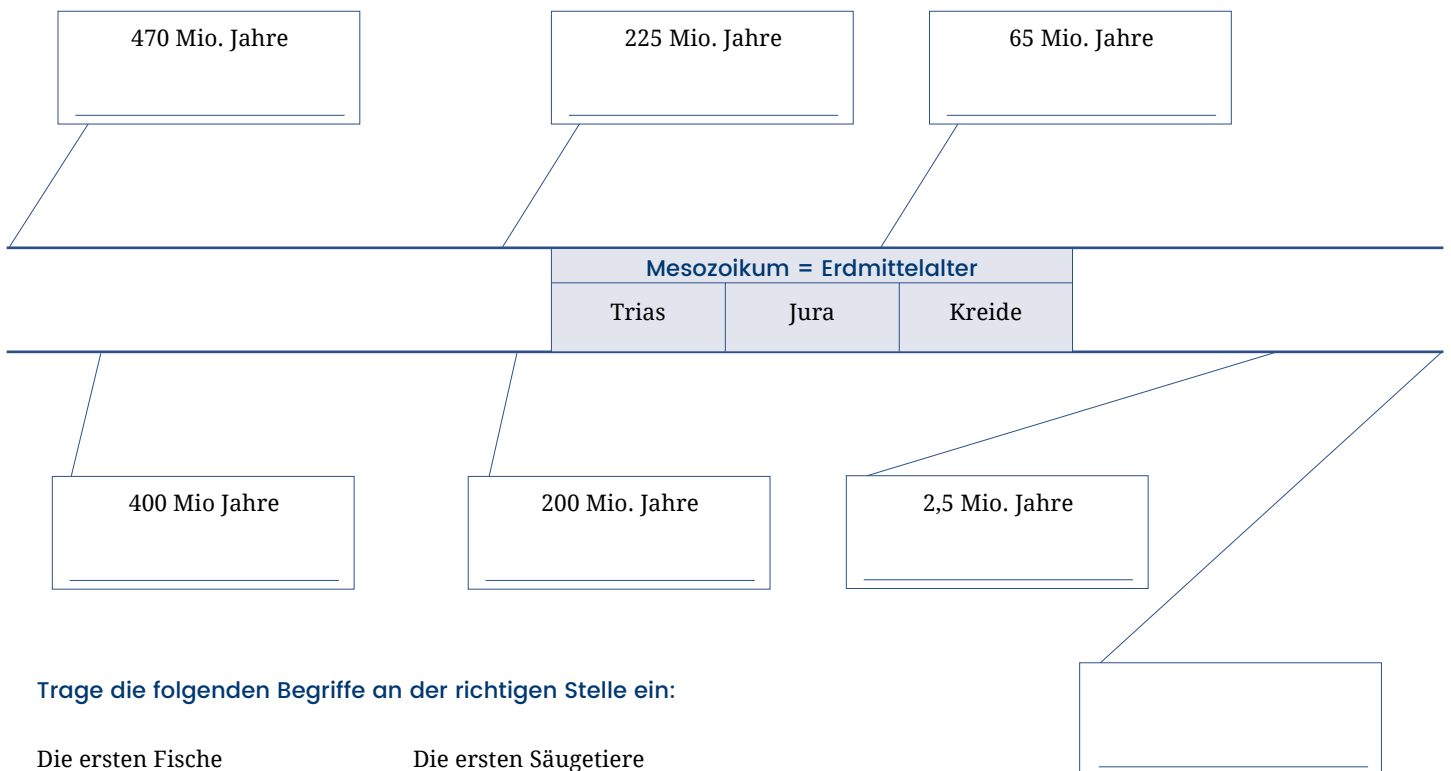 470 Mio. Jahre
225 Mio. Jahre
65 Mio. Jahre
Mesozoikum = Erdmittelalter
Trias
Jura
Kreide
400 Mio Jahre
200 Mio. Jahre
2,5 Mio. Jahre
Trage die folgenden Begriffe an der richtigen Stelle ein:
Die ersten Fische
Die ersten Säugetiere